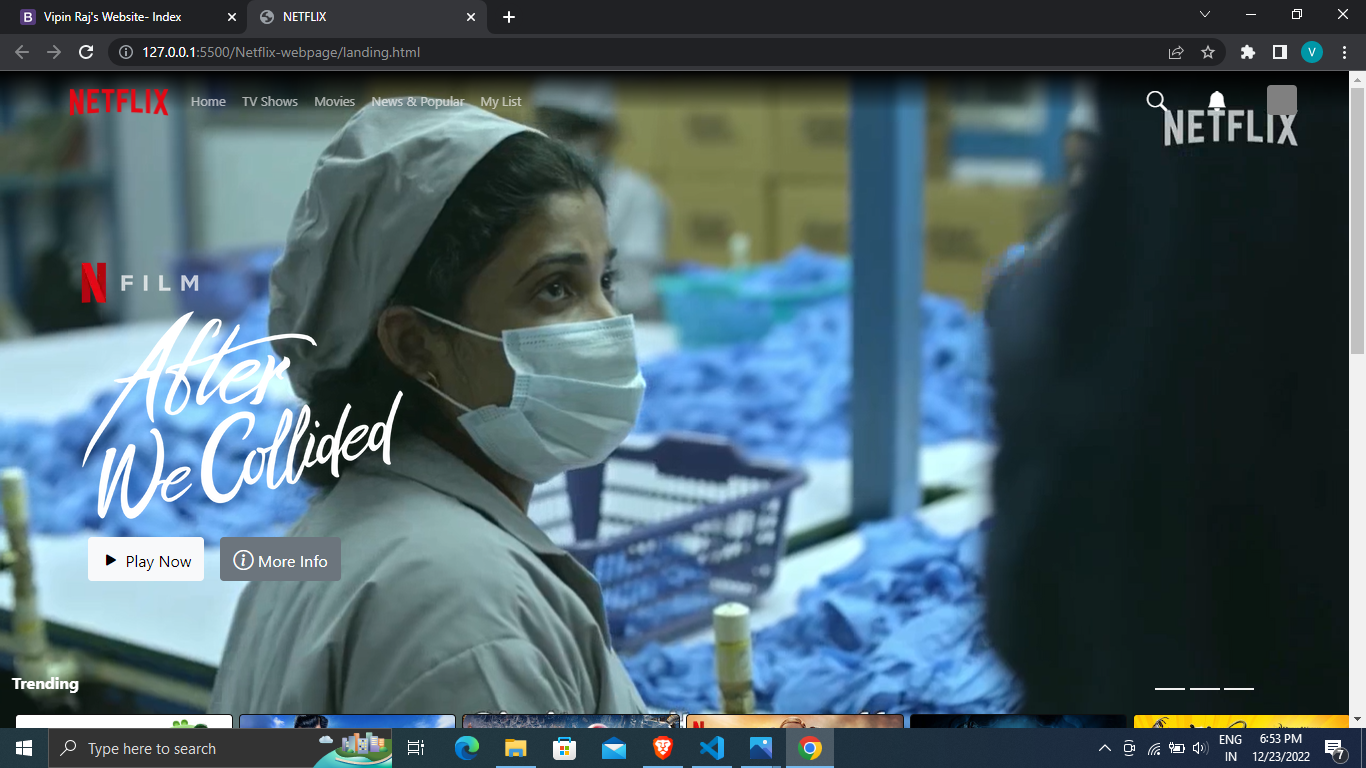 Vipin Raj's Website- Index
NETFLIX
127.0.0.1:5500/Netflix-webpage/landing.html
V
NETFLIX Home TV Shows Movies News & Popular My List
NETFLIX
N FILM
After
We Collided
Play Now
More Info
Trending
N
Type here to search
ENG
IN
6:53 PM
12/23/2022
7